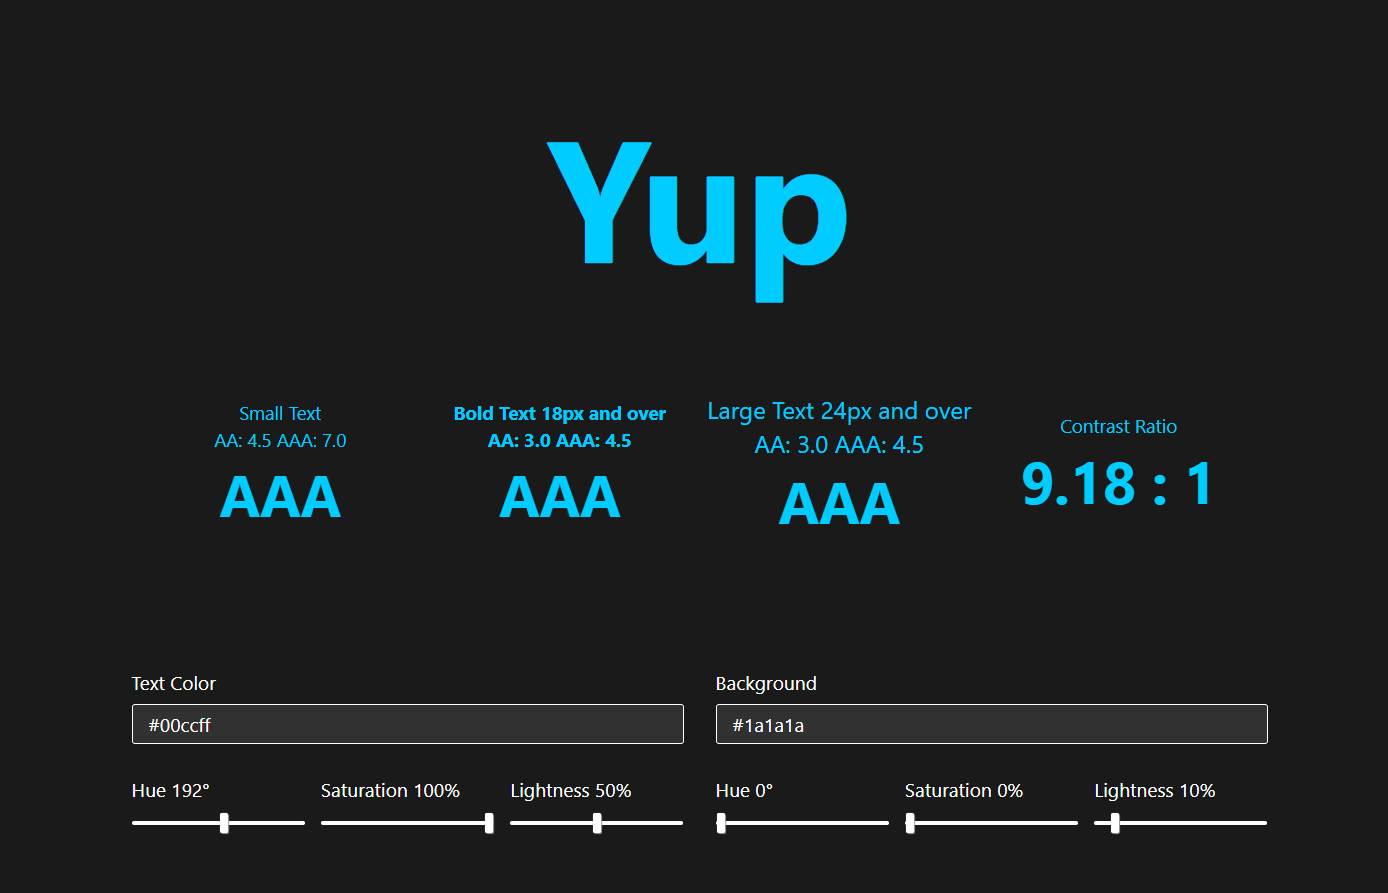 Yup
Small Text
AA: 4.5 AAA: 7.0
AAA
Bold Text 18px and over
AA: 3.0 AAA: 4.5
AAA
Large Text 24px and over
AA: 3.0 AAA: 4.5
AAA
Contrast Ratio
9.18 : 1
Text Color
#00ccff
Hue 192°
Saturation 100%
Lightness 50%
Background
#1a1a1a
Hue 0°
Saturation 0%
Lightness 10%